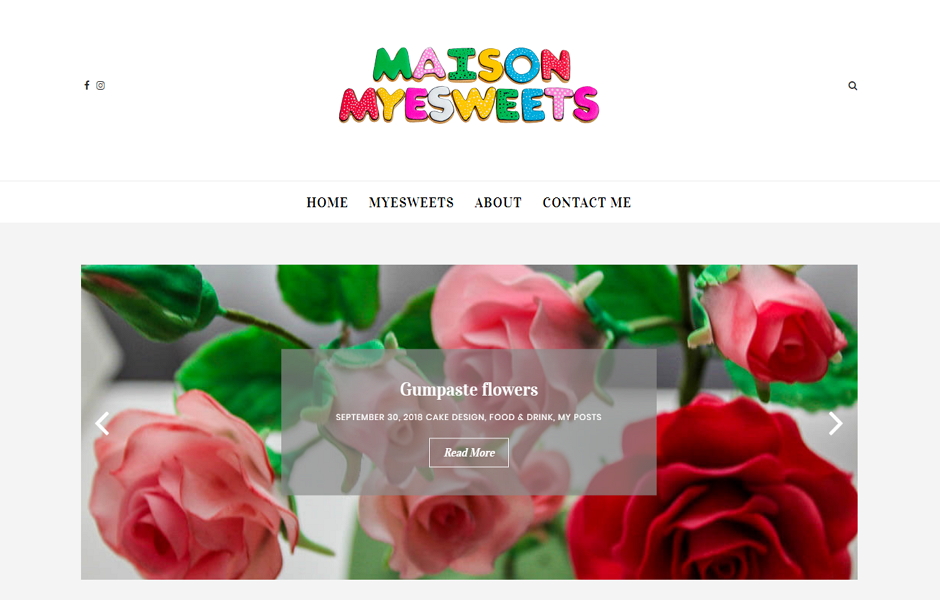 MAISON
MYESWEETS
HOME MYESWEETS ABOUT CONTACT ME
Gumpaste flowers
SEPTEMBER 30, 2018 CAKE DESIGN, FOOD & DRINK, MY POSTS
Read More